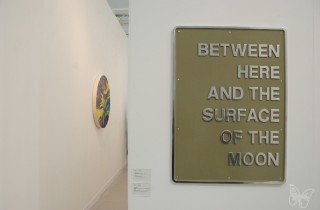 BETWEEN
HERE
AND THE
SURFACE
OF THE
MOON